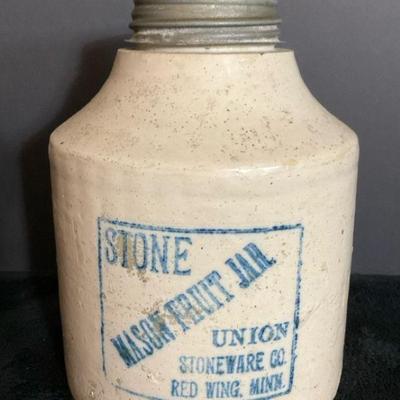 STONE
MASON FRUIT JAR
UNION
STONEWARE CO.
RED WING, MINN.